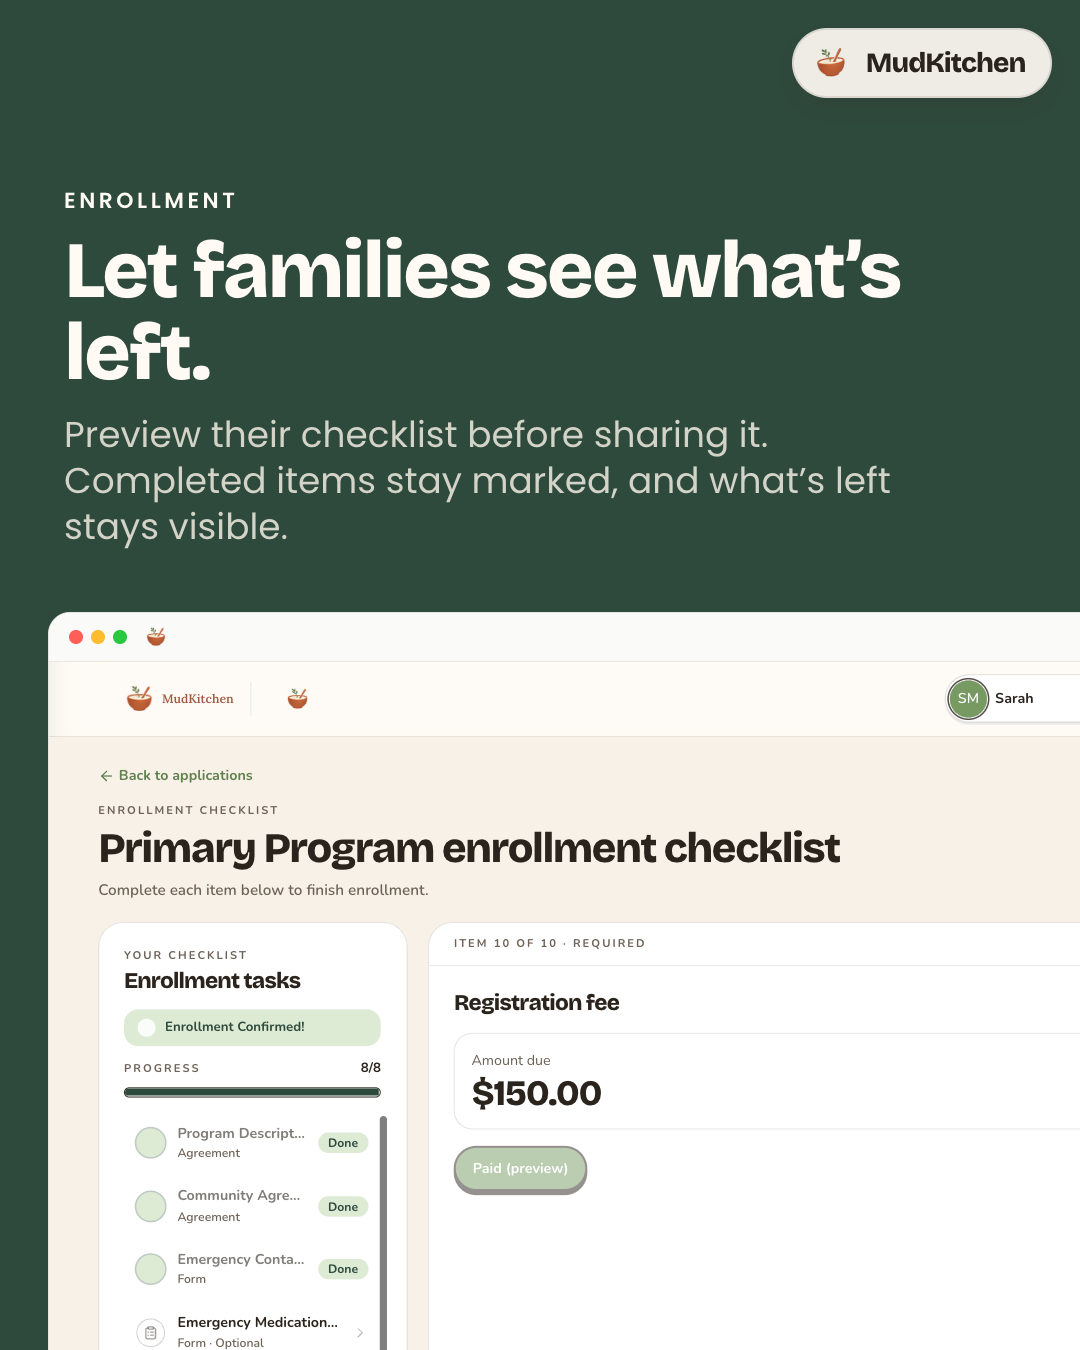 MudKitchen
ENROLLMENT
Let families see what’s
left.
Preview their checklist before sharing it.
Completed items stay marked, and what’s left
stays visible.
MudKitchen
SM
Sarah
← Back to applications
ENROLLMENT CHECKLIST
Primary Program enrollment checklist
Complete each item below to finish enrollment.
YOUR CHECKLIST
Enrollment tasks
Enrollment Confirmed!
PROGRESS 8/8
Program Descript... Done
Agreement
Community Agre... Done
Agreement
Emergency Conta... Done
Form
Emergency Medication...
Form · Optional
ITEM 10 OF 10 · REQUIRED
Registration fee
Amount due
$150.00
Paid (preview)